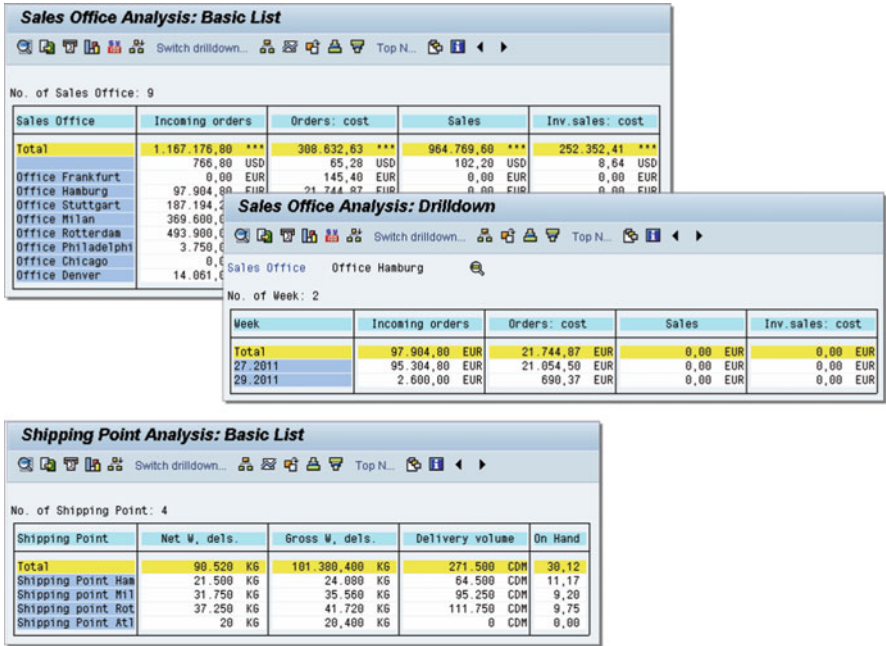 Sales Office Analysis: Basic List
Switch drilldown... Top N...
No. of Sales Office: 9
Sales Office Incoming orders Orders: cost Sales Inv.sales: cost
Total 1.167.176,80 *** 308.632,63 *** 964.769,60 *** 252.352,41 ***
766,80 USD 65,28 USD 102,20 USD 8,64 USD
Office Frankfurt 0,00 EUR 145,40 EUR 0,00 EUR 0,00 EUR
Office Hamburg 97.904,80 EUR 21.744,87 EUR 0,00 EUR 0,00 EUR
Office Stuttgart 187.194,2
Office Milan 369.600,0
Office Rotterdam 493.900,0
Office Philadelphi 3.750,0
Office Chicago 0,0
Office Denver 14.061,0
Sales Office Analysis: Drilldown
Switch drilldown... Top N...
Sales Office Office Hamburg
No. of Week: 2
Week Incoming orders Orders: cost Sales Inv.sales: cost
Total 97.904,80 EUR 21.744,87 EUR 0,00 EUR 0,00 EUR
27.2011 95.304,80 EUR 21.054,50 EUR 0,00 EUR 0,00 EUR
29.2011 2.600,00 EUR 690,37 EUR 0,00 EUR 0,00 EUR
Shipping Point Analysis: Basic List
Switch drilldown... Top N...
No. of Shipping Point: 4
Shipping Point Net W, dels. Gross W, dels. Delivery volume On Hand
Total 90.520 KG 101.380,400 KG 271.500 CDM 30,12
Shipping Point Ham 21.500 KG 24.080 KG 64.500 CDM 11,17
Shipping point Mil 31.750 KG 35.560 KG 95.250 CDM 9,20
Shipping point Rot 37.250 KG 41.720 KG 111.750 CDM 9,75
Shipping Point Atl 20 KG 20,400 KG 0 CDM 0,00